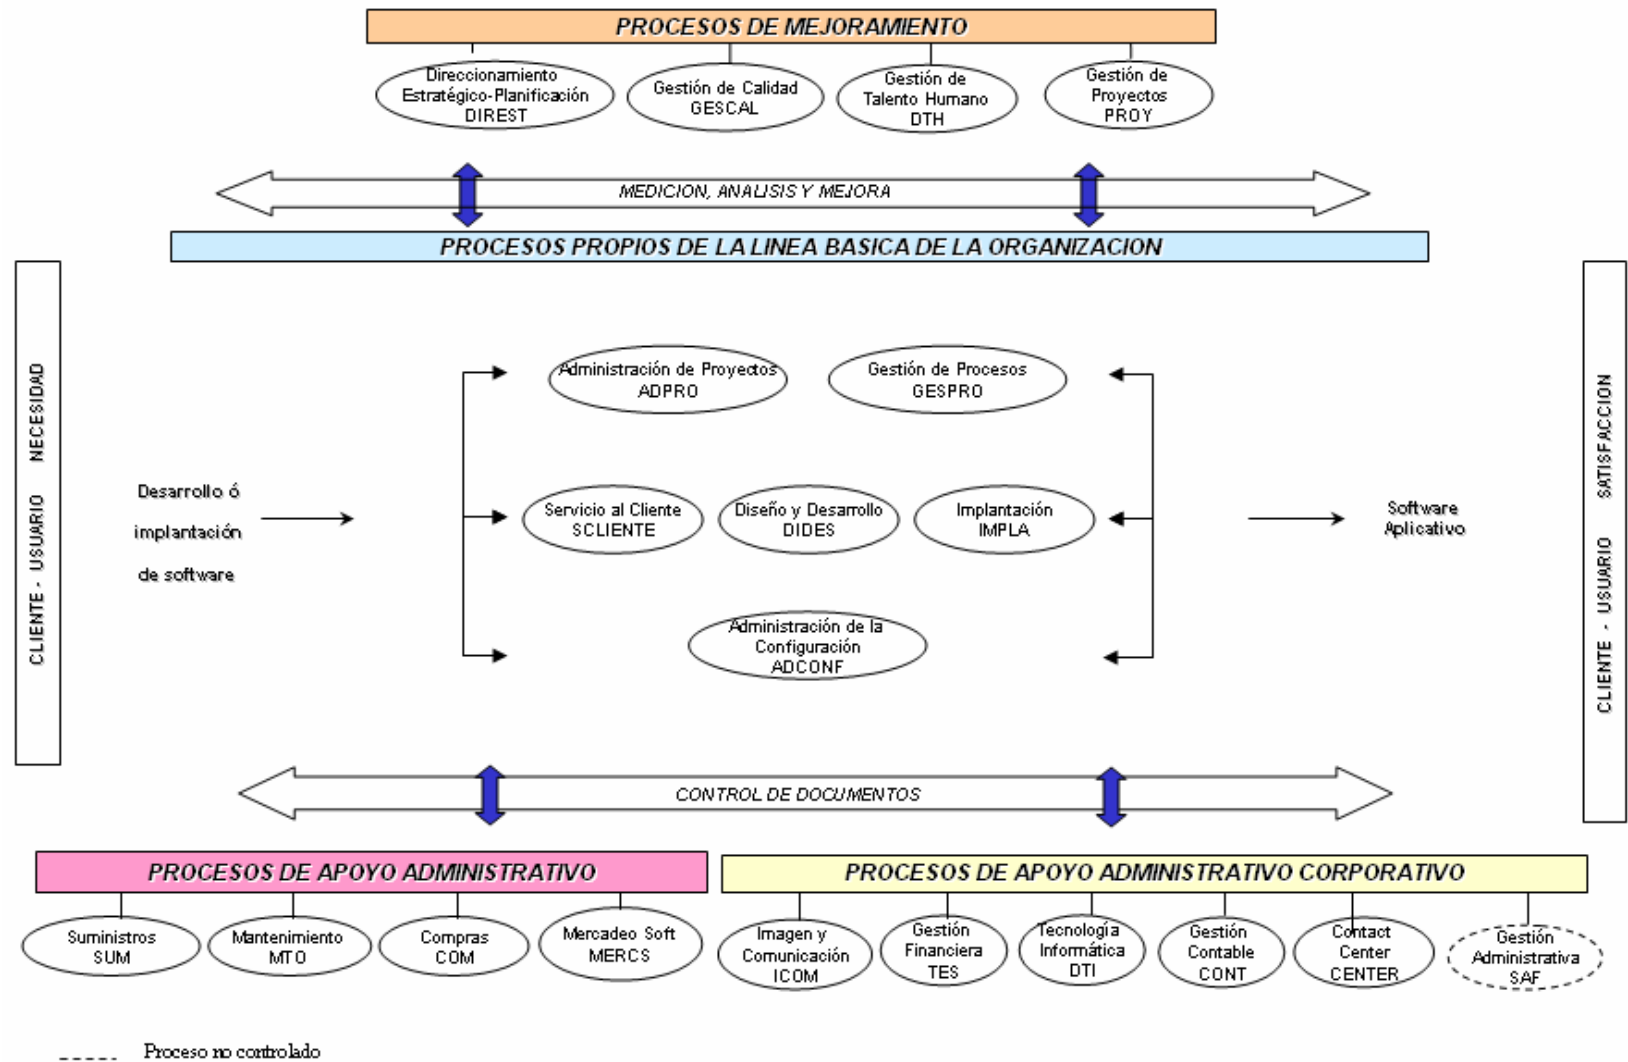 PROCESOS DE MEJORAMIENTO
Direccionamiento
Estratégico-Planificación
DIREST
Gestión de Calidad
GESCAL
Gestión de
Talento Humano
DTH
Gestión de
Proyectos
PROY
MEDICION, ANALISIS Y MEJORA
PROCESOS PROPIOS DE LA LINEA BASICA DE LA ORGANIZACION
CLIENTE - USUARIO NECESIDAD
Desarrollo ó
implantación
de software
Administración de Proyectos
ADPRO
Gestión de Procesos
GESPRO
Servicio al Cliente
SCLIENTE
Diseño y Desarrollo
DIDES
Implantación
IMPLA
Administración de la
Configuración
ADCONF
Software
Aplicativo
CLIENTE - USUARIO SATISFACCION
CONTROL DE DOCUMENTOS
PROCESOS DE APOYO ADMINISTRATIVO
Suministros
SUM
Mantenimiento
MTO
Compras
COM
Mercadeo Soft
MERCS
PROCESOS DE APOYO ADMINISTRATIVO CORPORATIVO
Imagen y
Comunicación
ICOM
Gestión
Financiera
TES
Tecnología
Informática
DTI
Gestión
Contable
CONT
Contact
Center
CENTER
Gestión
Administrativa
SAF
Proceso no controlado